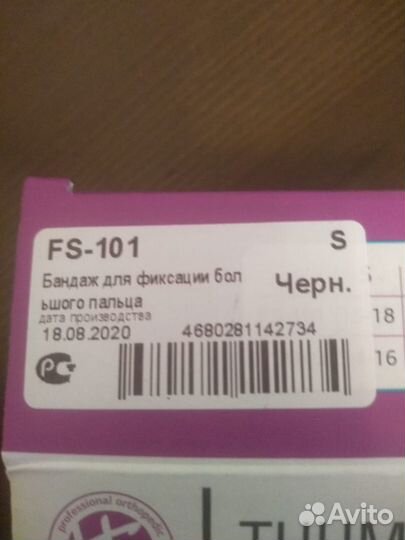 FS-101 S
Бандаж для фиксации бол
ьшого пальца
Черн.
дата производства
18.08.2020 4680281142734
18
16
professional orthopedic
Avito